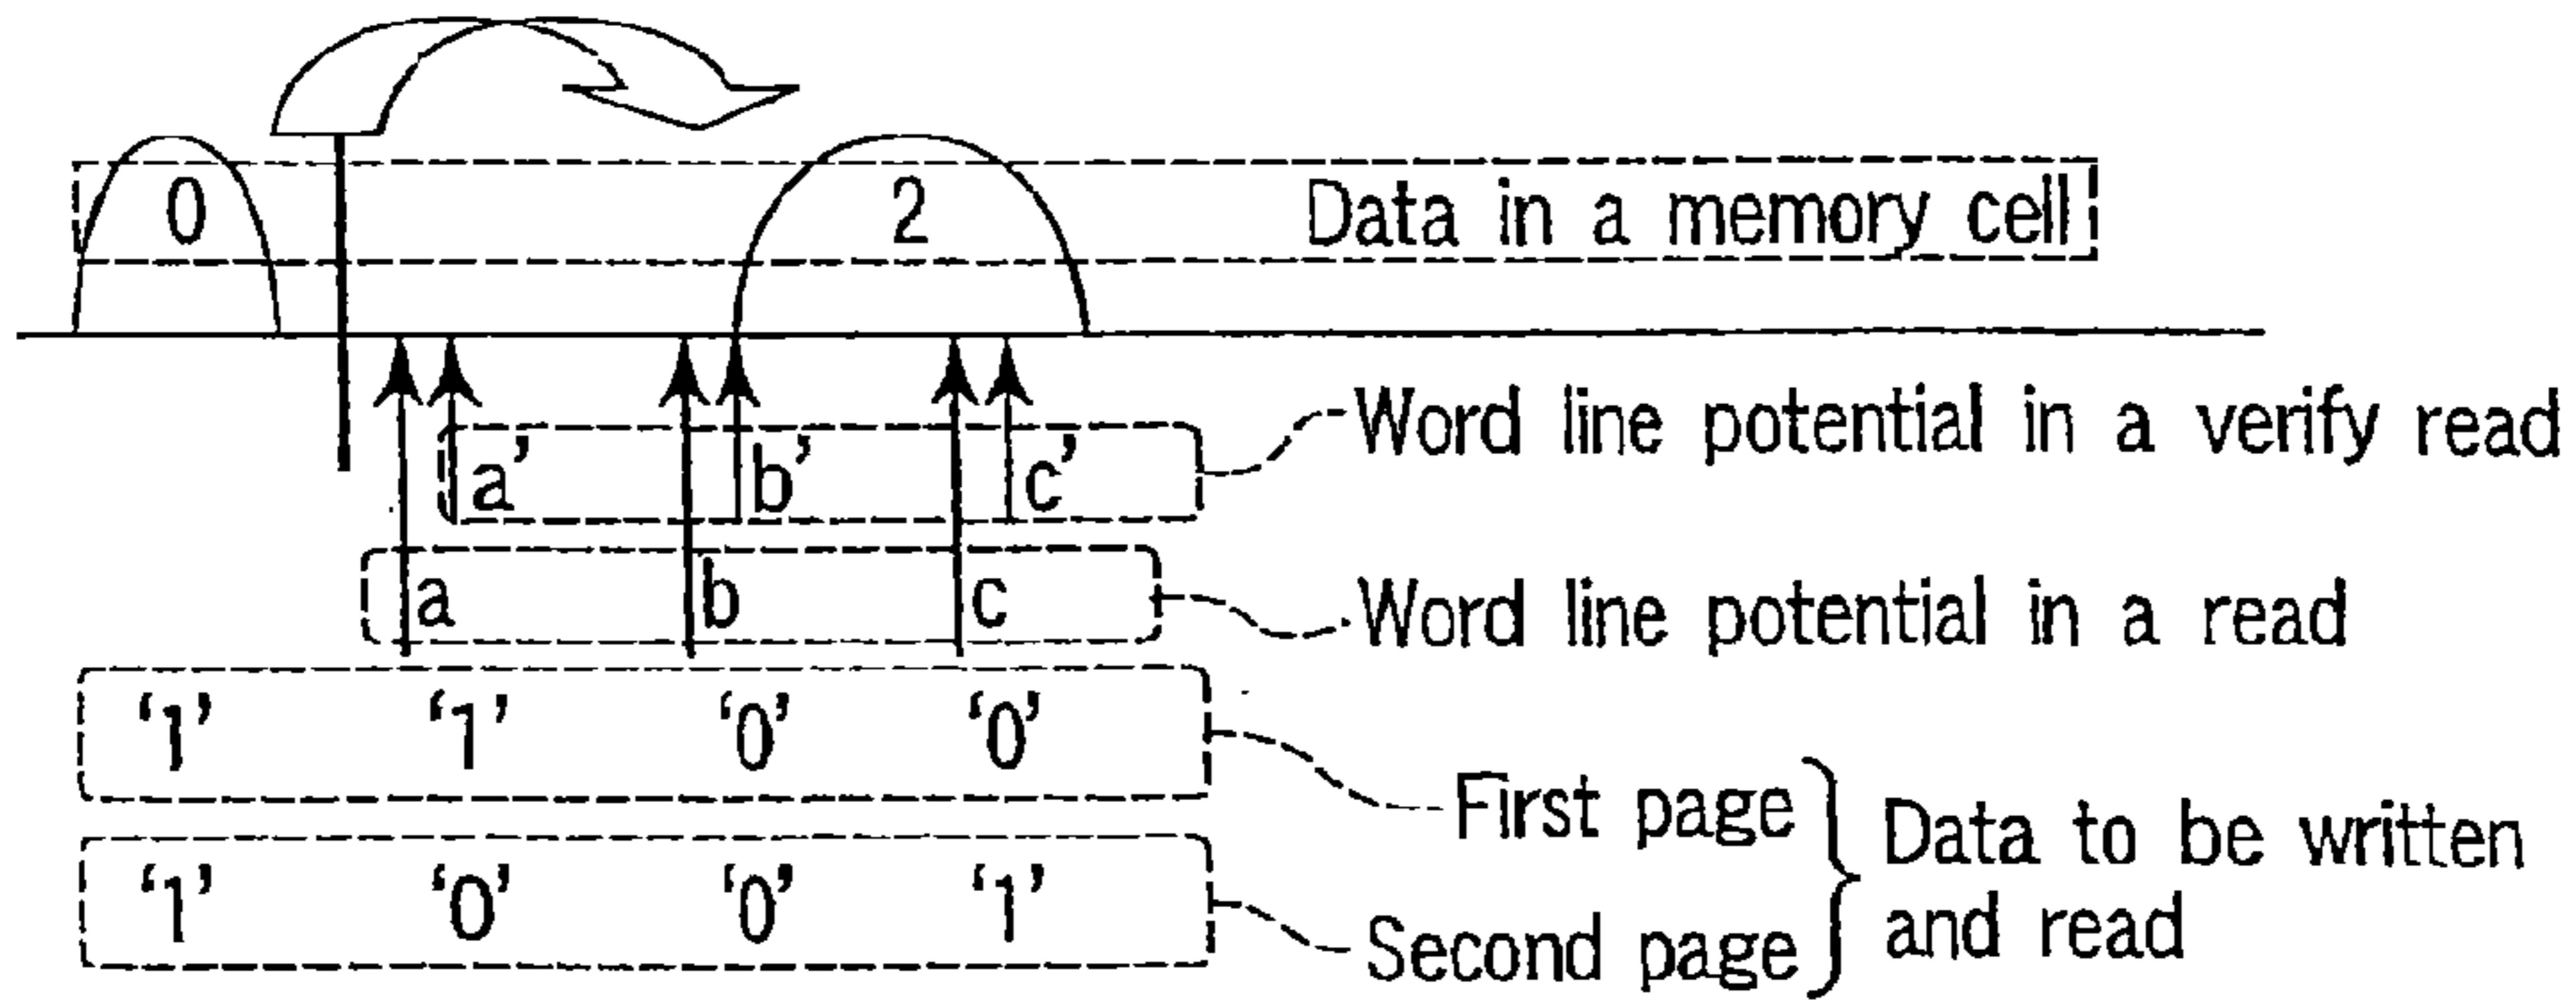 0 2 Data in a memory cell
a' b' c' Word line potential in a verify read
a b c Word line potential in a read
‘1’ ‘1’ ‘0’ ‘0’
First page
‘1’ ‘0’ ‘0’ ‘1’
Second page
Data to be written
and read